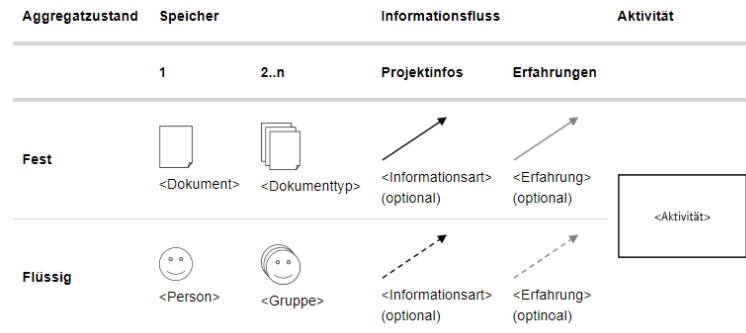 Aggregatzustand Speicher Informationsfluss Aktivität
1 2..n Projektinfos Erfahrungen
Fest
<Dokument> <Dokumenttyp> <Informationsart> <Erfahrung>
(optional) (optional)
<Aktivität>
Flüssig
<Person> <Gruppe> <Informationsart> <Erfahrung>
(optional) (optinoal)